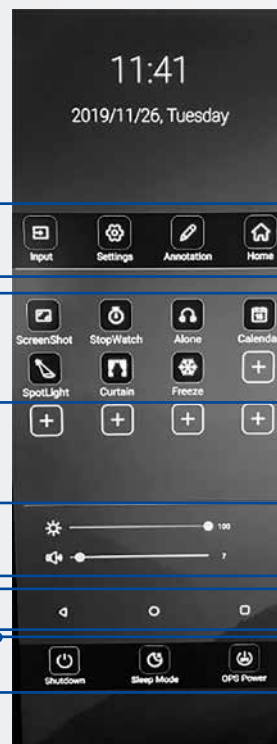 11:41
2019/11/26, Tuesday
Input Settings Annotation Home
ScreenShot StopWatch Alone Calenda
SpotLight Curtain Freeze
100
7
Shutdown Sleep Mode OPS Power